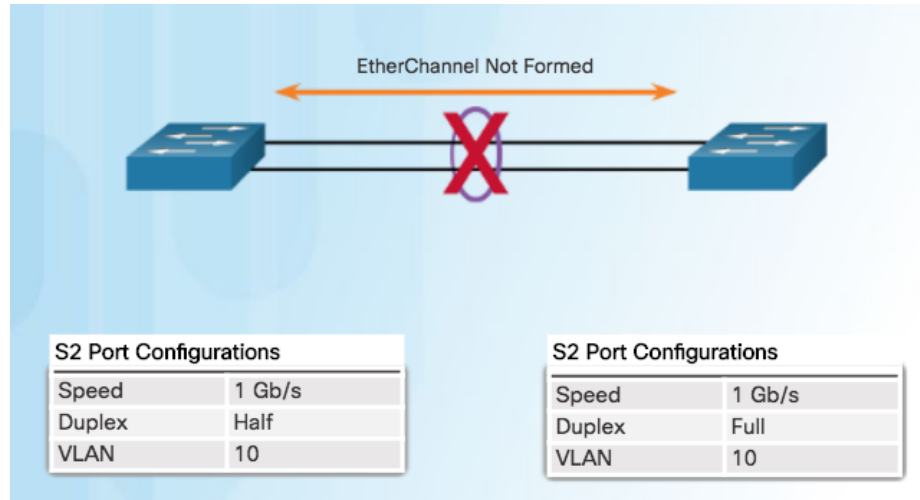 EtherChannel Not Formed
S2 Port Configurations
Speed 1 Gb/s
Duplex Half
VLAN 10
S2 Port Configurations
Speed 1 Gb/s
Duplex Full
VLAN 10